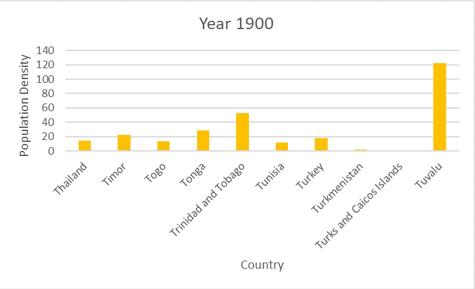 Year 1900
Population Density
140
120
100
80
60
40
20
0
Thailand
Timor
Togo
Tonga
Trinidad and Tobago
Tunisia
Turkey
Turkmenistan
Turks and Caicos Islands
Tuvalu
Country